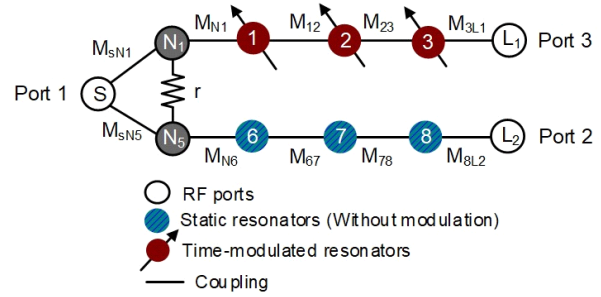 M_N1 M_12 M_23 M_3L1
M_sN1 N_1 1 2 3 L_1 Port 3
Port 1 S r
M_sN5 N_5 6 7 8 L_2 Port 2
M_N6 M_67 M_78 M_8L2
RF ports
Static resonators (Without modulation)
Time-modulated resonators
Coupling